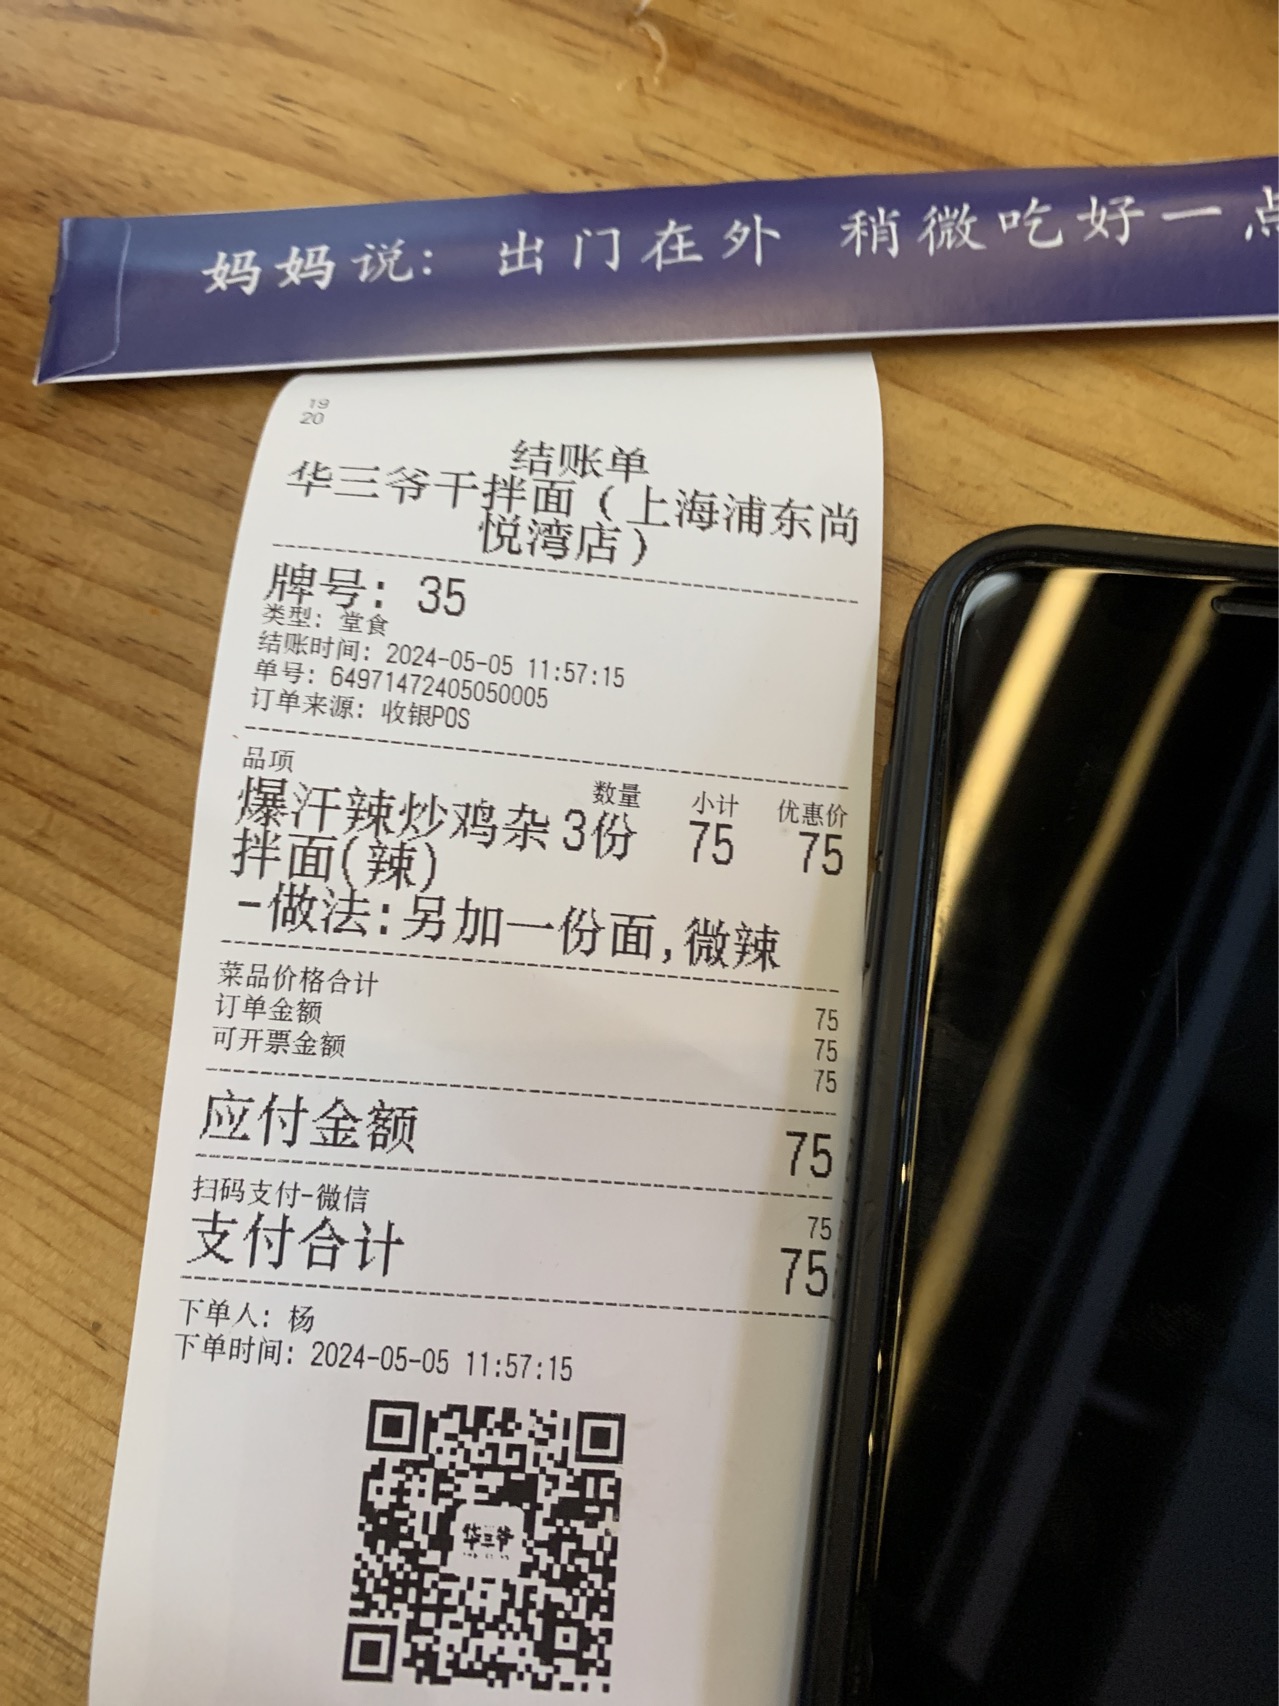 妈妈说： 出门在外 稍微吃好一点
19
20
结账单
华三爷干拌面（上海浦东尚
悦湾店）
牌号： 35
类型： 堂食
结账时间： 2024-05-05 11:57:15
单号： 64971472405050005
订单来源： 收银POS
品项 数量 小计 优惠价
爆汗辣炒鸡杂 3份 75 75
拌面(辣)
-做法:另加一份面,微辣
菜品价格合计 75
订单金额 75
可开票金额 75
应付金额 75
扫码支付-微信 75
支付合计 75
下单人： 杨
下单时间： 2024-05-05 11:57:15
华三爷